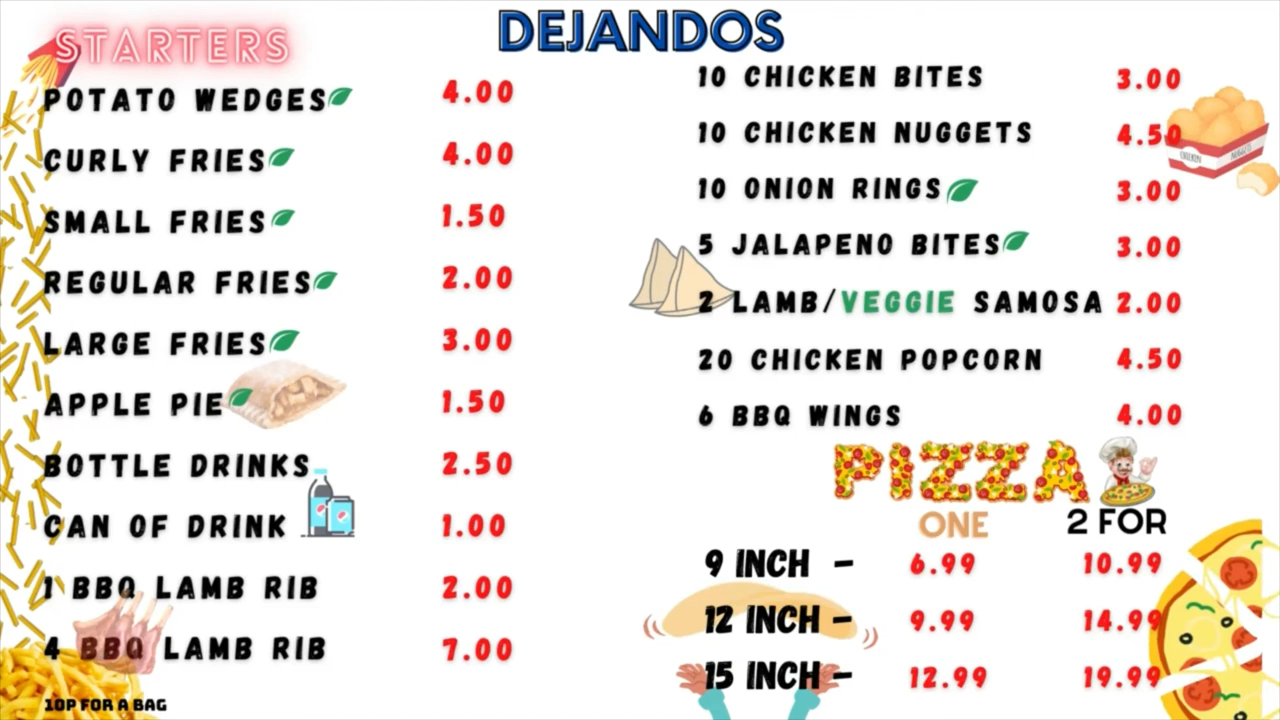 DEJANDOS
STARTERS
POTATO WEDGES 4.00
CURLY FRIES 4.00
SMALL FRIES 1.50
REGULAR FRIES 2.00
LARGE FRIES 3.00
APPLE PIE 1.50
BOTTLE DRINKS 2.50
CAN OF DRINK 1.00
1 BBQ LAMB RIB 2.00
4 BBQ LAMB RIB 7.00
10P FOR A BAG
10 CHICKEN BITES 3.00
10 CHICKEN NUGGETS 4.50
CHICKEN NUGGETS
10 ONION RINGS 3.00
5 JALAPENO BITES 3.00
2 LAMB/VEGGIE SAMOSA 2.00
20 CHICKEN POPCORN 4.50
6 BBQ WINGS 4.00
PIZZA
ONE 2 FOR
9 INCH - 6.99 10.99
12 INCH - 9.99 14.99
15 INCH - 12.99 19.99